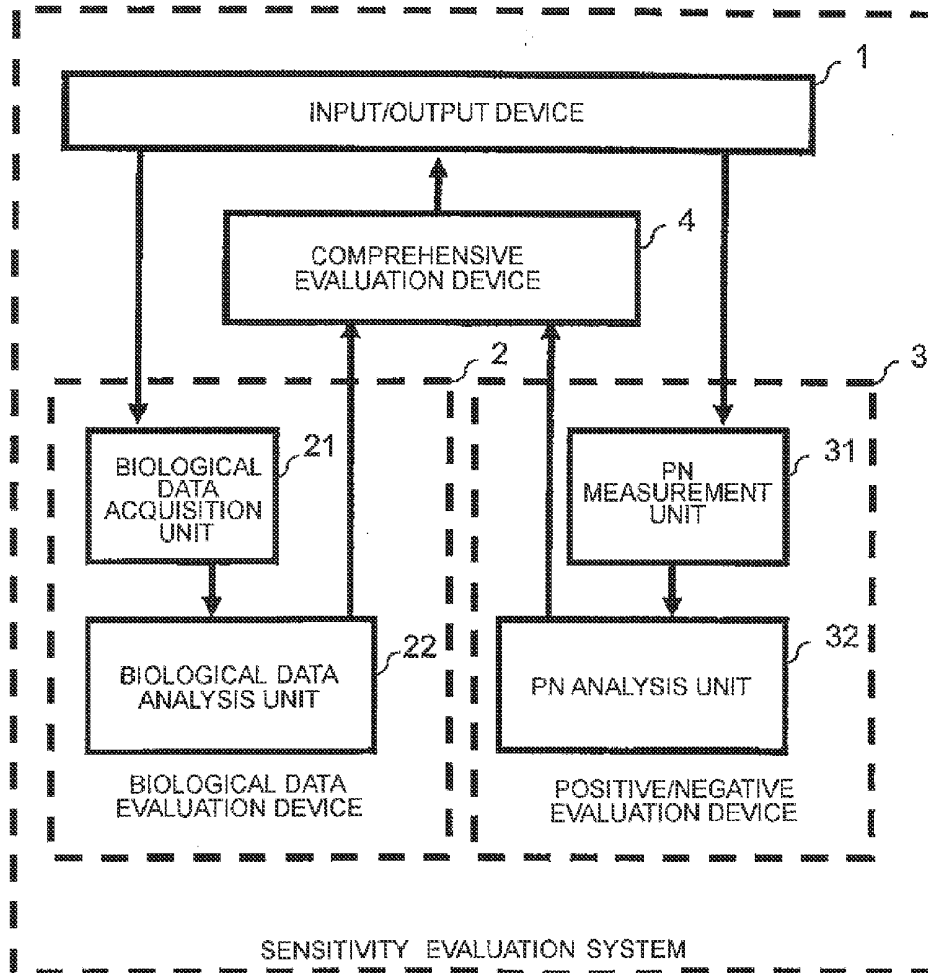 1
INPUT/OUTPUT DEVICE
4
COMPREHENSIVE
EVALUATION DEVICE
2
3
21
BIOLOGICAL
DATA
ACQUISITION
UNIT
31
PN
MEASUREMENT
UNIT
22
BIOLOGICAL DATA
ANALYSIS UNIT
32
PN ANALYSIS UNIT
BIOLOGICAL DATA
EVALUATION DEVICE
POSITIVE/NEGATIVE
EVALUATION DEVICE
SENSITIVITY EVALUATION SYSTEM